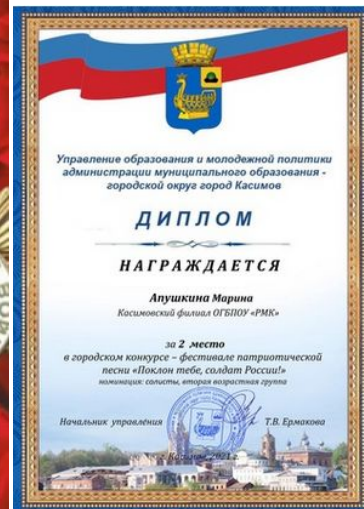 Управление образования и молодежной политики
администрации муниципального образования -
городской округ город Касимов
ДИПЛОМ
НАГРАЖДАЕТСЯ
Апушкина Марина
Касимовский филиал ОГБПОУ «РМК»
за 2 место
в городском конкурсе – фестивале патриотической
песни «Поклон тебе, солдат России!»
номинация: солисты, вторая возрастная группа
Начальник управления Т.В. Ермакова
г. Касимов, 2021 г.